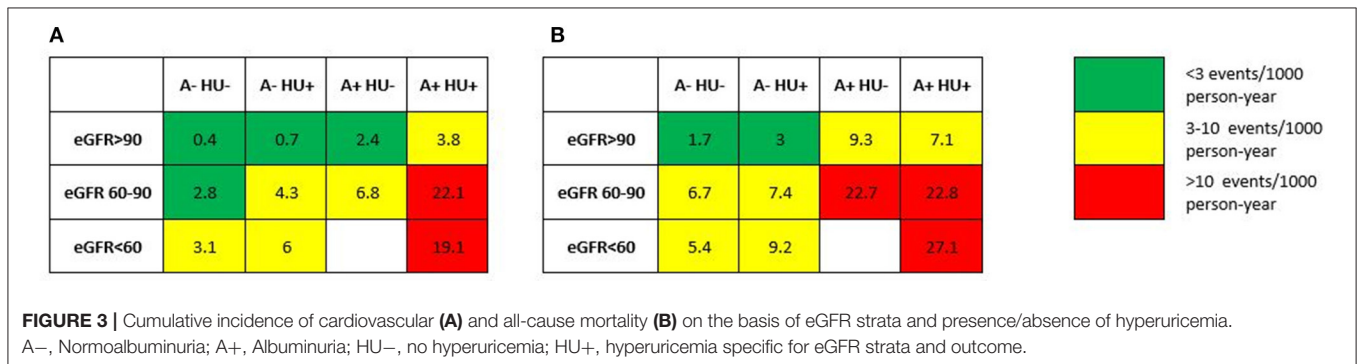 A
B
A- HU- A- HU+ A+ HU- A+ HU+
eGFR>90 0.4 0.7 2.4 3.8
eGFR 60-90 2.8 4.3 6.8 22.1
eGFR<60 3.1 6 19.1
A- HU- A- HU+ A+ HU- A+ HU+
eGFR>90 1.7 3 9.3 7.1
eGFR 60-90 6.7 7.4 22.7 22.8
eGFR<60 5.4 9.2 27.1
<3 events/1000
person-year
3-10 events/1000
person-year
>10 events/1000
person-year
FIGURE 3 | Cumulative incidence of cardiovascular (A) and all-cause mortality (B) on the basis of eGFR strata and presence/absence of hyperuricemia.
A−, Normoalbuminuria; A+, Albuminuria; HU−, no hyperuricemia; HU+, hyperuricemia specific for eGFR strata and outcome.